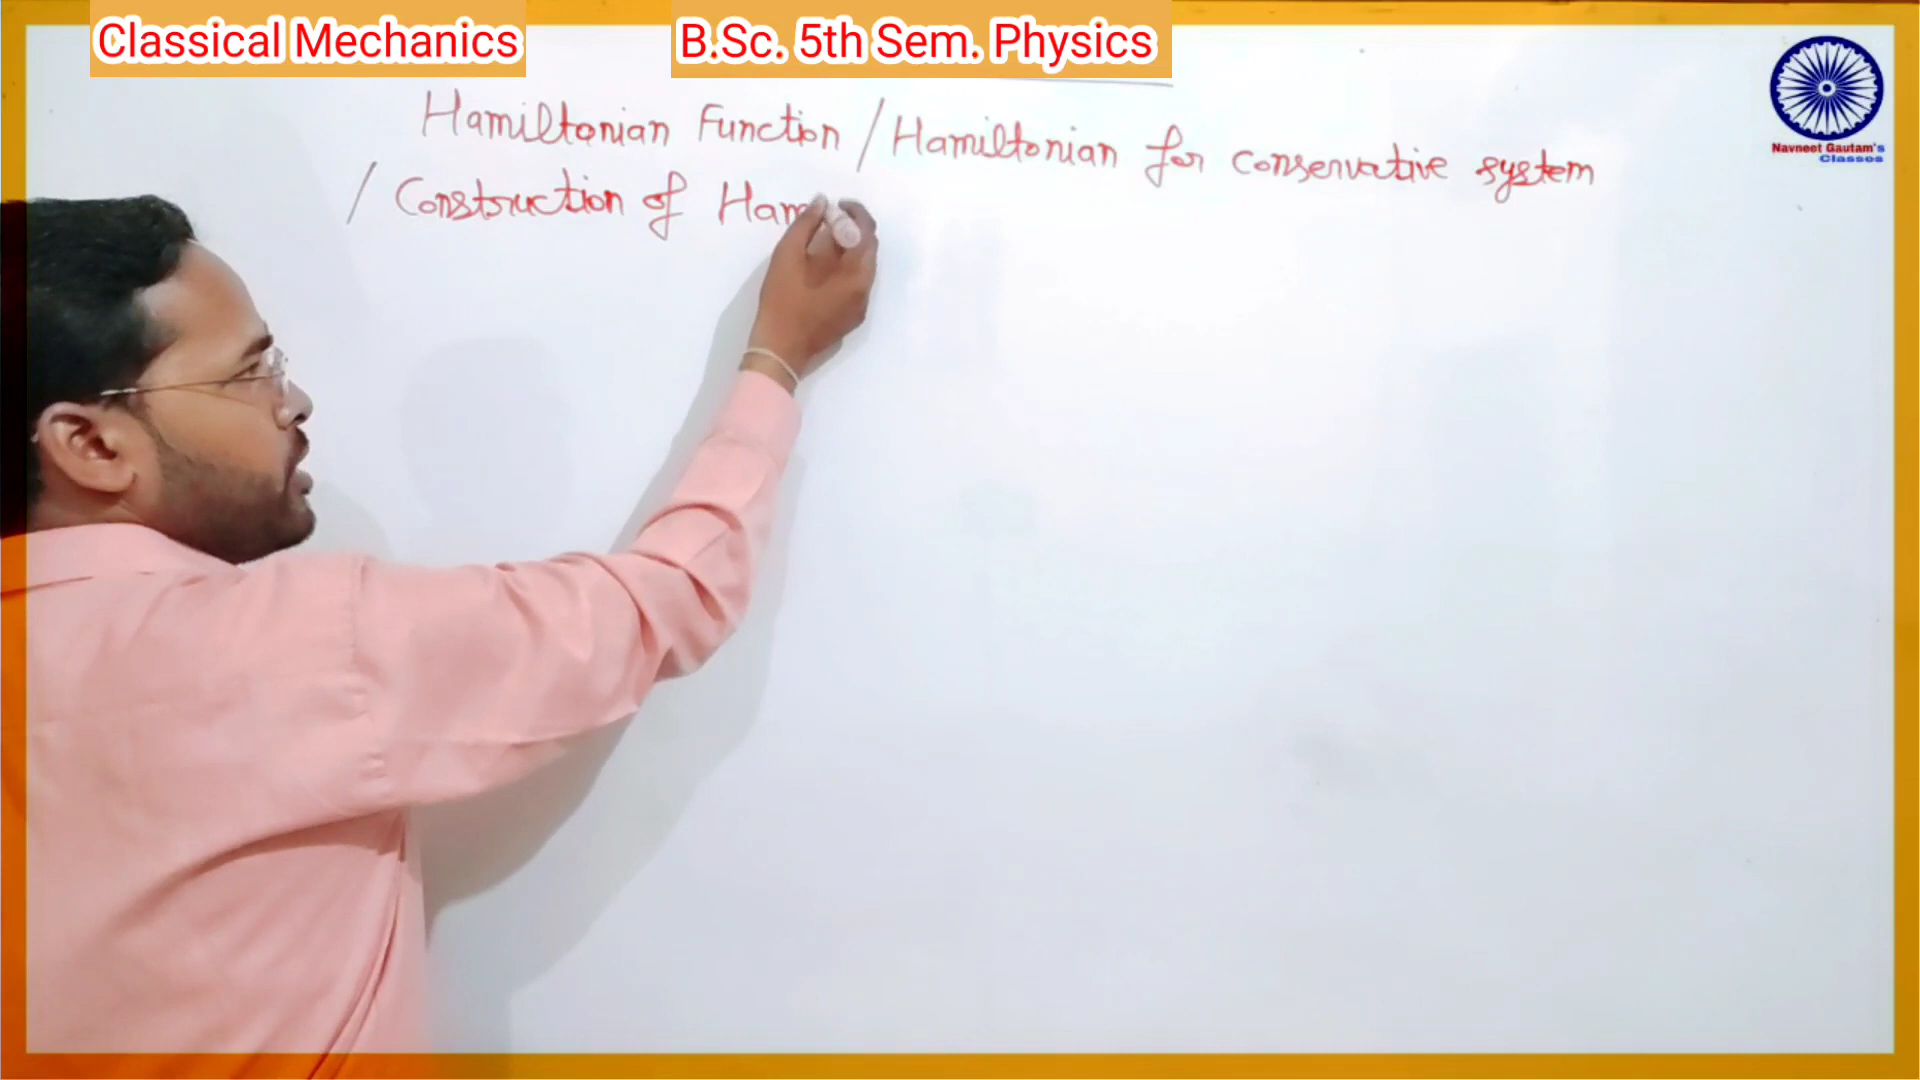 Classical Mechanics
B.Sc. 5th Sem. Physics
Hamiltonian Function / Hamiltonian for conservative system
/ Construction of Ham
Navneet Gautam's
Classes